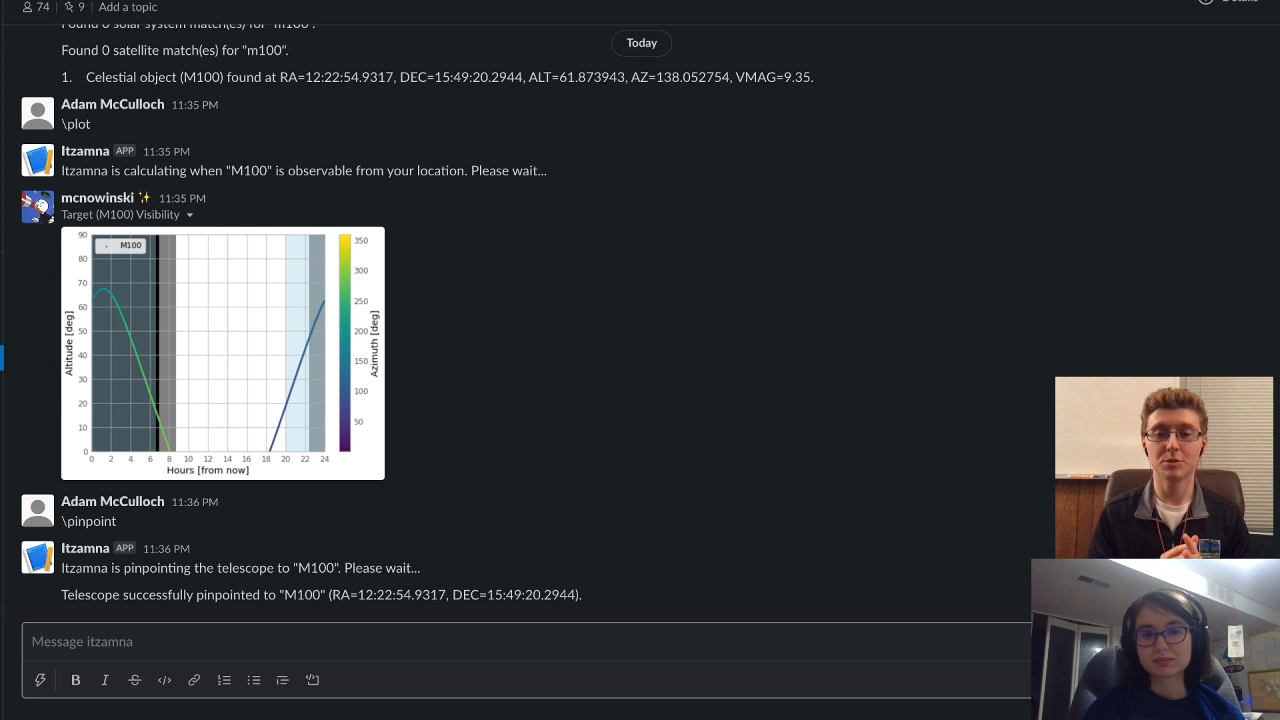 74 9 Add a topic
Found 0 solar system match(es) for "m100".
Today
Found 0 satellite match(es) for "m100".
1. Celestial object (M100) found at RA=12:22:54.9317, DEC=15:49:20.2944, ALT=61.873943, AZ=138.052754, VMAG=9.35.
Adam McCulloch 11:35 PM
\plot
Itzamna APP 11:35 PM
Itzamna is calculating when "M100" is observable from your location. Please wait...
mcnowinski ✨ 11:35 PM
Target (M100) Visibility
M100
90
80
70
60
50
40
30
20
10
0
Altitude [deg]
0 2 4 6 8 10 12 14 16 18 20 22 24
Hours [from now]
350
300
250
200
150
100
50
Azimuth [deg]
Adam McCulloch 11:36 PM
\pinpoint
Itzamna APP 11:36 PM
Itzamna is pinpointing the telescope to "M100". Please wait...
Telescope successfully pinpointed to "M100" (RA=12:22:54.9317, DEC=15:49:20.2944).
Message itzamna
B I S